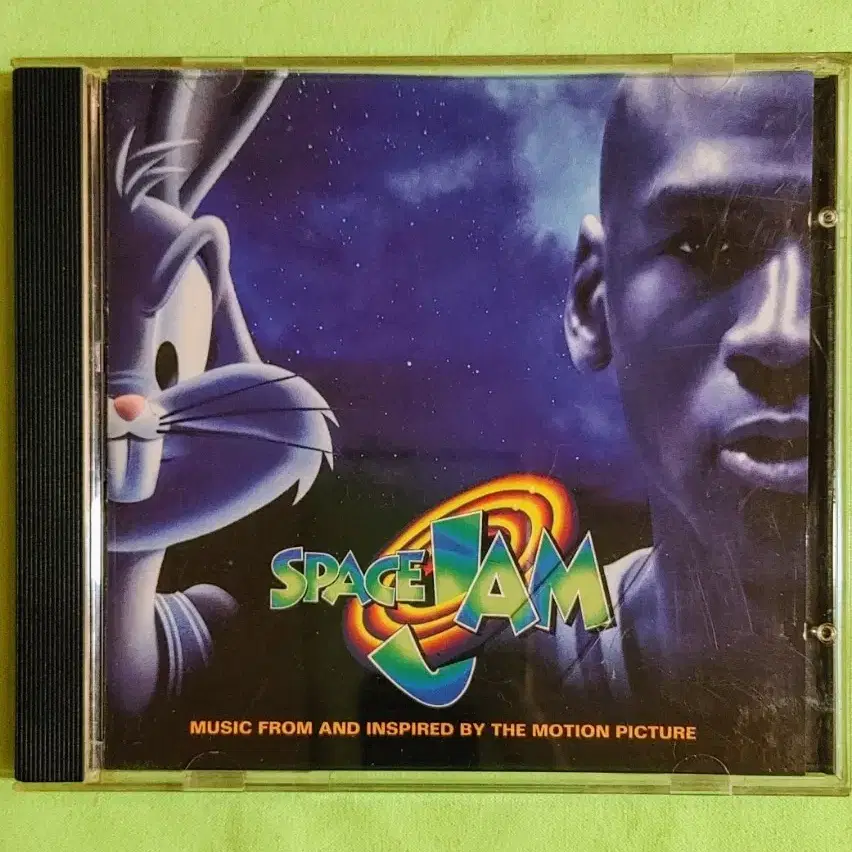 SPACE JAM
MUSIC FROM AND INSPIRED BY THE MOTION PICTURE